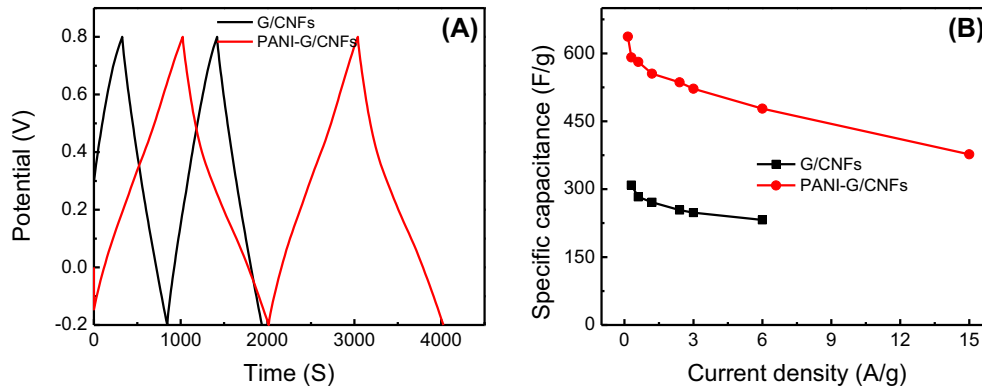 G/CNFs
PANI-G/CNFs
(A)
0.8
0.6
0.4
0.2
0.0
-0.2
0
1000
2000
3000
4000
Potential (V)
Time (S)
(B)
600
450
300
150
0
0
3
6
9
12
15
G/CNFs
PANI-G/CNFs
Specific capacitance (F/g)
Current density (A/g)